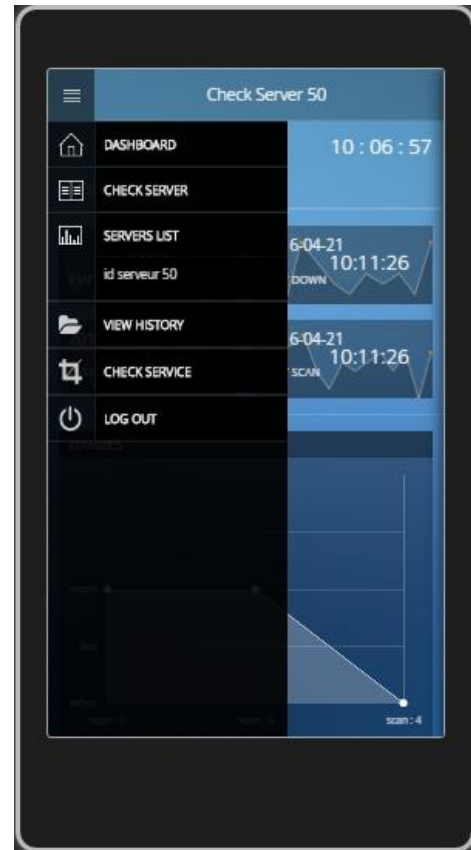 Check Server 50
DASHBOARD
10 : 06 : 57
CHECK SERVER
SERVERS LIST
6-04-21
10:11:26
id serveur 50
DOWN
VIEW HISTORY
6-04-21
10:11:26
CHECK SERVICE
SCAN
LOG OUT
scan : 4